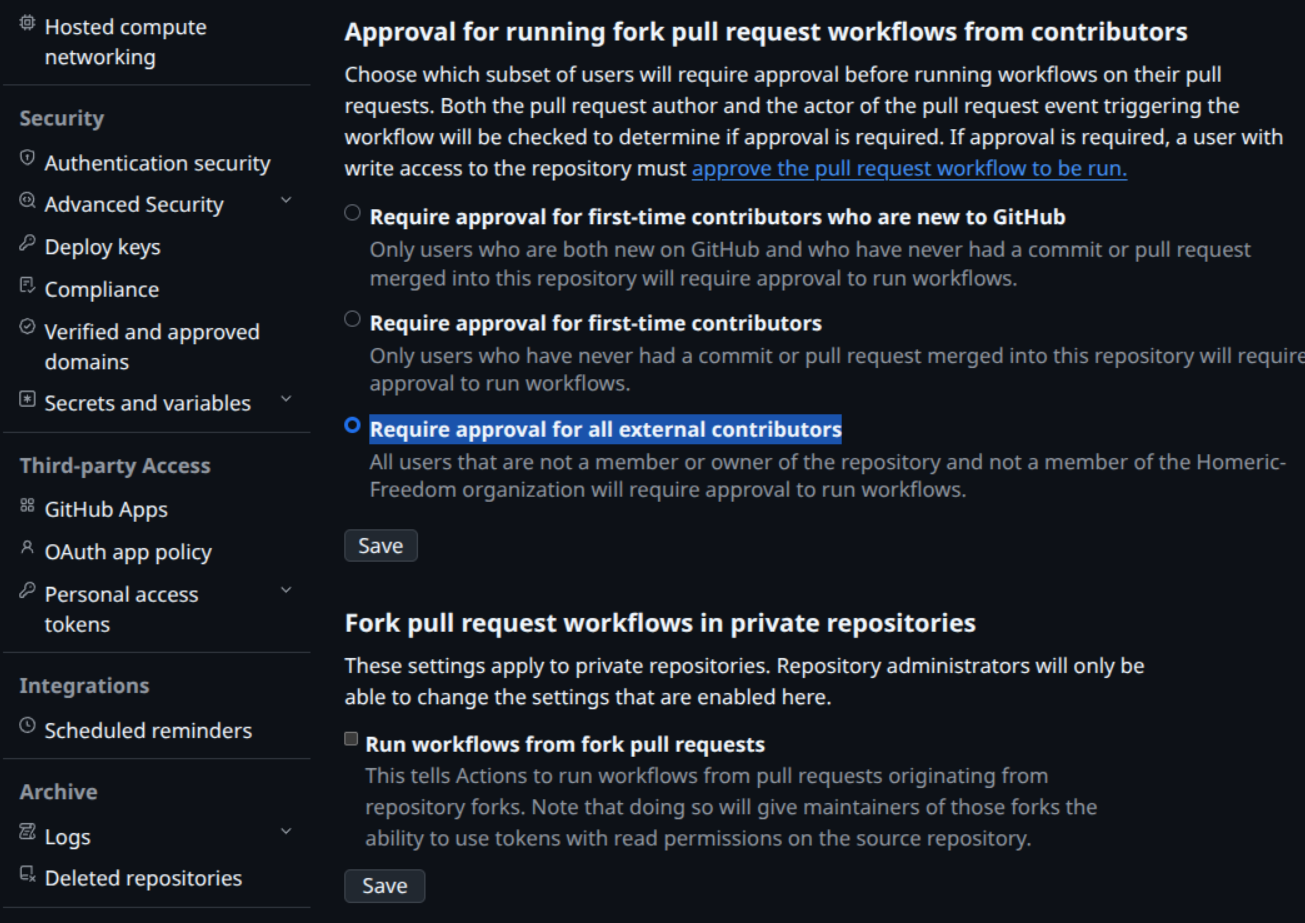 Hosted compute
networking
Security
Authentication security
Advanced Security
Deploy keys
Compliance
Verified and approved
domains
Secrets and variables
Third-party Access
GitHub Apps
OAuth app policy
Personal access
tokens
Integrations
Scheduled reminders
Archive
Logs
Deleted repositories
Approval for running fork pull request workflows from contributors
Choose which subset of users will require approval before running workflows on their pull
requests. Both the pull request author and the actor of the pull request event triggering the
workflow will be checked to determine if approval is required. If approval is required, a user with
write access to the repository must approve the pull request workflow to be run.
Require approval for first-time contributors who are new to GitHub
Only users who are both new on GitHub and who have never had a commit or pull request
merged into this repository will require approval to run workflows.
Require approval for first-time contributors
Only users who have never had a commit or pull request merged into this repository will require
approval to run workflows.
Require approval for all external contributors
All users that are not a member or owner of the repository and not a member of the Homeric-
Freedom organization will require approval to run workflows.
Save
Fork pull request workflows in private repositories
These settings apply to private repositories. Repository administrators will only be
able to change the settings that are enabled here.
Run workflows from fork pull requests
This tells Actions to run workflows from pull requests originating from
repository forks. Note that doing so will give maintainers of those forks the
ability to use tokens with read permissions on the source repository.
Save